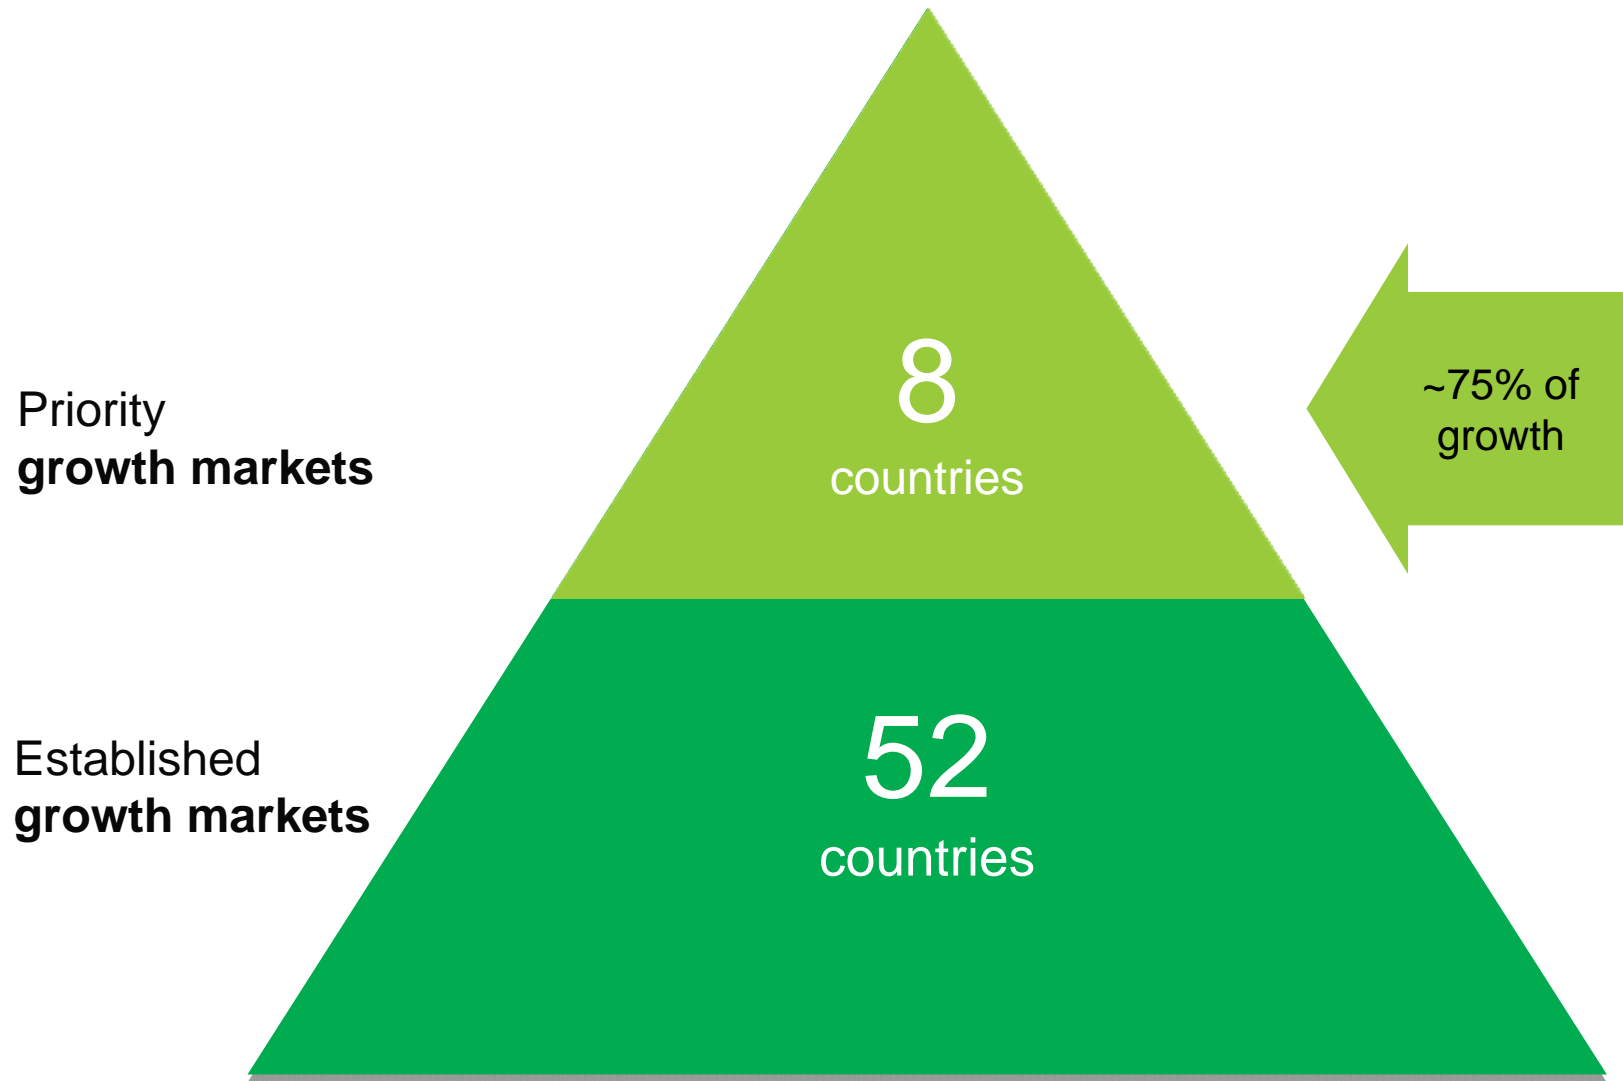 8
countries
~75% of
growth
Priority
growth markets
52
countries
Established
growth markets